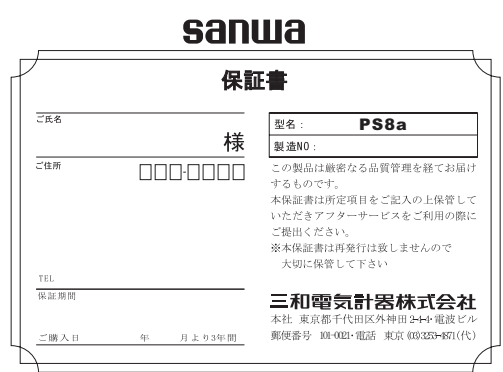 sanwa
保証書
ご氏名
様
ご住所
□□□-□□□□
TEL
保証期間
ご購入日 年 月より3年間
型名： PS8a
製造NO：
この製品は厳密なる品質管理を経てお届け
するものです。
本保証書は所定項目をご記入の上保管して
いただきアフターサービスをご利用の際に
ご提出ください。
※本保証書は再発行は致しませんので
大切に保管して下さい
三和電気計器株式会社
本社 東京都千代田区外神田2-4-4･電波ビル
郵便番号 101-0021･電話 東京(03)3253-4871(代)